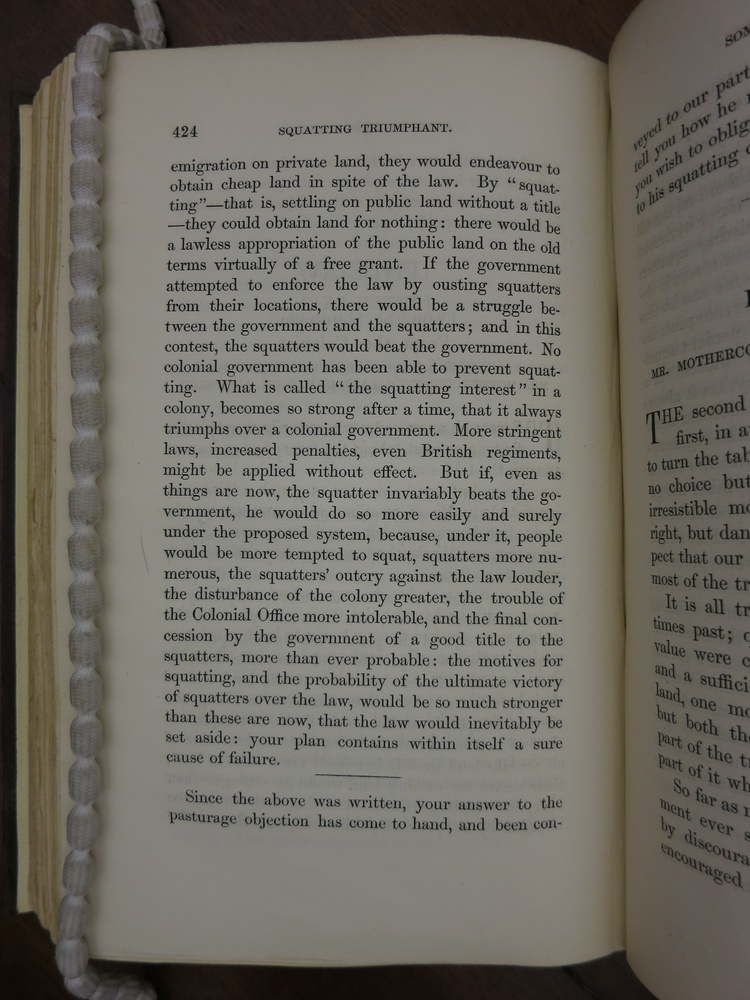 424 SQUATTING TRIUMPHANT.
emigration on private land, they would endeavour to
obtain cheap land in spite of the law. By “squat-
ting”—that is, settling on public land without a title
—they could obtain land for nothing: there would be
a lawless appropriation of the public land on the old
terms virtually of a free grant. If the government
attempted to enforce the law by ousting squatters
from their locations, there would be a struggle be-
tween the government and the squatters; and in this
contest, the squatters would beat the government. No
colonial government has been able to prevent squat-
ting. What is called “the squatting interest” in a
colony, becomes so strong after a time, that it always
triumphs over a colonial government. More stringent
laws, increased penalties, even British regiments,
might be applied without effect. But if, even as
things are now, the squatter invariably beats the go-
vernment, he would do so more easily and surely
under the proposed system, because, under it, people
would be more tempted to squat, squatters more nu-
merous, the squatters’ outcry against the law louder,
the disturbance of the colony greater, the trouble of
the Colonial Office more intolerable, and the final con-
cession by the government of a good title to the
squatters, more than ever probable: the motives for
squatting, and the probability of the ultimate victory
of squatters over the law, would be so much stronger
than these are now, that the law would inevitably be
set aside: your plan contains within itself a sure
cause of failure.
Since the above was written, your answer to the
pasturage objection has come to hand, and been con-
veyed to our part
tell you how he
you wish to oblig
to his squatting
MR. MOTHERCO
THE second
first, in a
to turn the tab
no choice but
irresistible mo
right, but dan
pect that our
most of the tr
It is all tr
times past;
value were c
and a suffici
land, one mo
but both the
part of the t
part of it wh
So far as
ment ever s
by discoura
encouraged